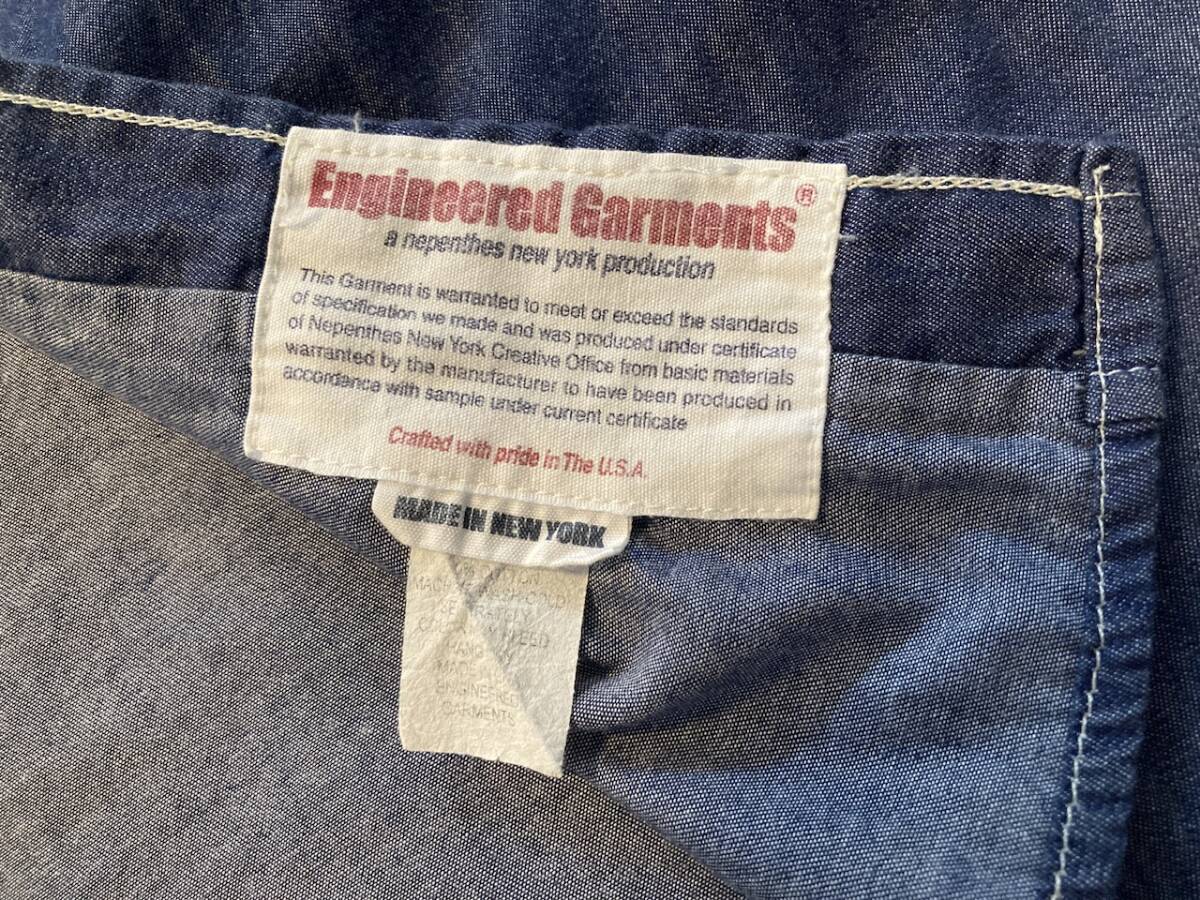 Engineered Garments®
a nepenthes new york production
This Garment is warranted to meet or exceed the standards
of specification we made and was produced under certificate
of Nepenthes New York Creative Office from basic materials
warranted by the manufacturer to have been produced in
accordance with sample under current certificate
Crafted with pride in The U.S.A.
MADE IN NEW YORK
COLD
ENGINEERED
GARMENTS